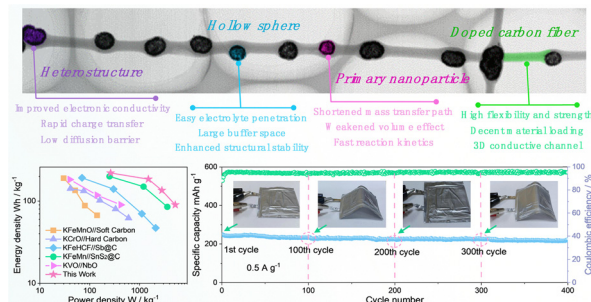 Hollow sphere
Doped carbon fiber
Heterostructure
Primary nanoparticle
Improved electronic conductivity
Rapid charge transfer
Low diffusion barrier
Easy electrolyte penetration
Large buffer space
Enhanced structural stability
Shortened mass transfer path
Weakened volume effect
Fast reaction kinetics
High flexibility and strength
Decent material loading
3D conductive channel
Energy density Wh / kg⁻¹
100
KFeMnO//Soft Carbon
KCrO//Hard Carbon
KFeHCF//Sb@C
KFeMn//SnS₂@C
KVO//NbO
This Work
10 100 1000
Power density W / kg⁻¹
Specific capacity mAh g⁻¹
600
400
200
0
1st cycle
100th cycle
200th cycle
300th cycle
0.5 A g⁻¹
0 100 200 300 400
Cycle number
100
80
60
40
20
0
Coulombic efficiency / %